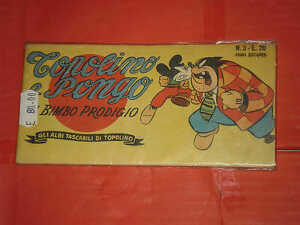 Topolino
e Pongo
BIMBO PRODIGIO
GLI ALBI TASCABILI DI TOPOLINO
N. 3 - L. 20